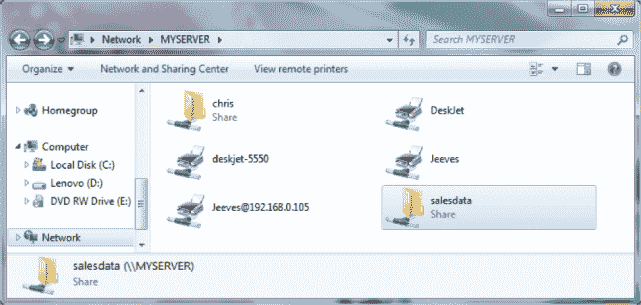 Network ▸ MYSERVER ▸
Search MYSERVER
Organize ▾ Network and Sharing Center View remote printers
Homegroup
Computer
Local Disk (C:)
Lenovo (D:)
DVD RW Drive (E:)
Network
chris
Share
DeskJet
deskjet-5550
Jeeves
Jeeves@192.168.0.105
salesdata
Share
salesdata (\\MYSERVER)
Share